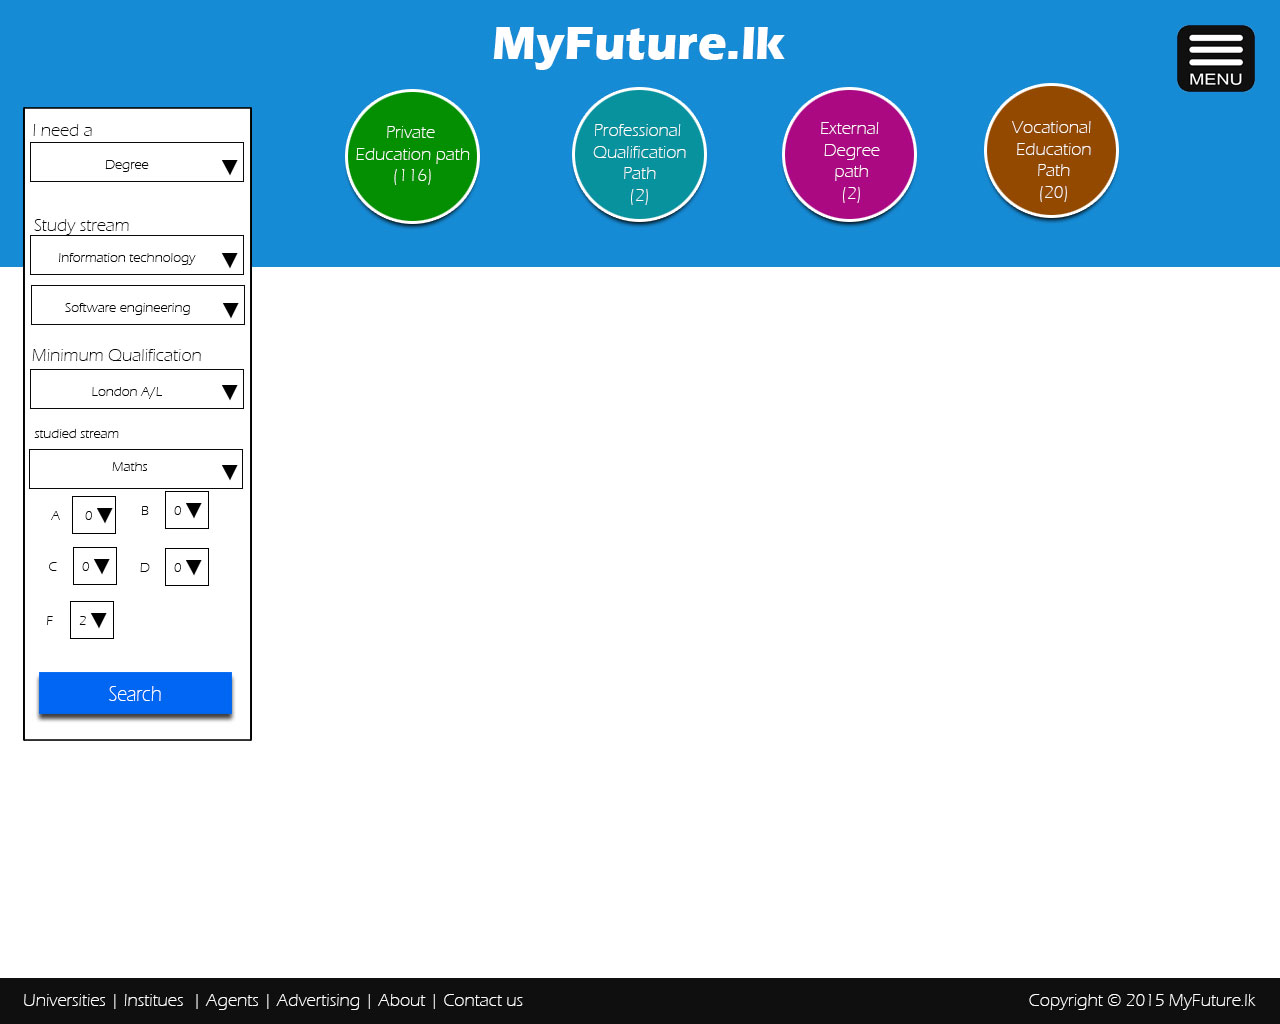 MyFuture.lk
MENU
Private
Education path
(116)
Professional
Qualification
Path
(2)
External
Degree
path
(2)
Vocational
Education
Path
(20)
I need a
Degree
Study stream
Information technology
Software engineering
Minimum Qualification
London A/L
studied stream
Maths
A 0 B 0
C 0 D 0
F 2
Search
Universities | Institues | Agents | Advertising | About | Contact us
Copyright © 2015 MyFuture.lk